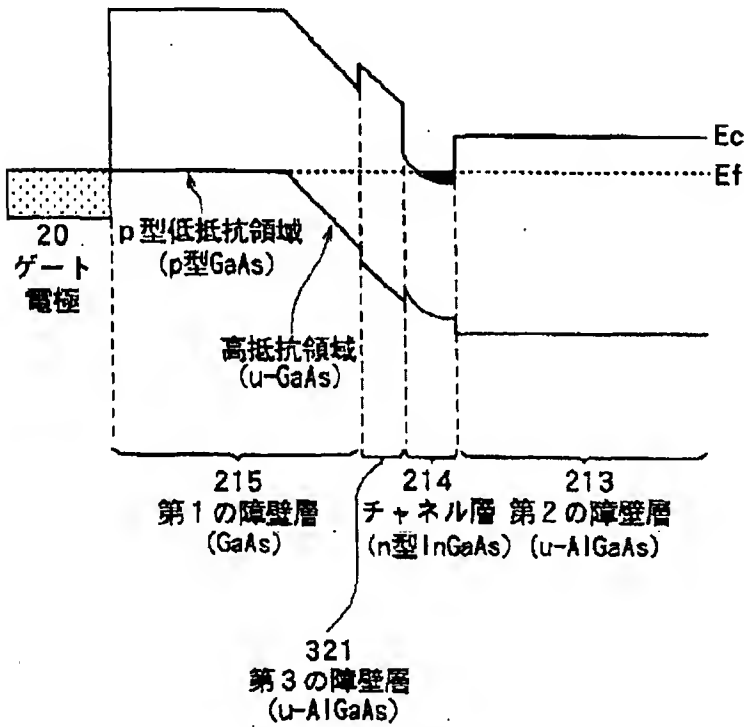 Ec
Ef
20
ゲート
電極
p型低抵抗領域
(p型GaAs)
高抵抗領域
(u-GaAs)
215
第1の障壁層
(GaAs)
214
チャネル層
(n型InGaAs)
213
第2の障壁層
(u-AlGaAs)
321
第3の障壁層
(u-AlGaAs)